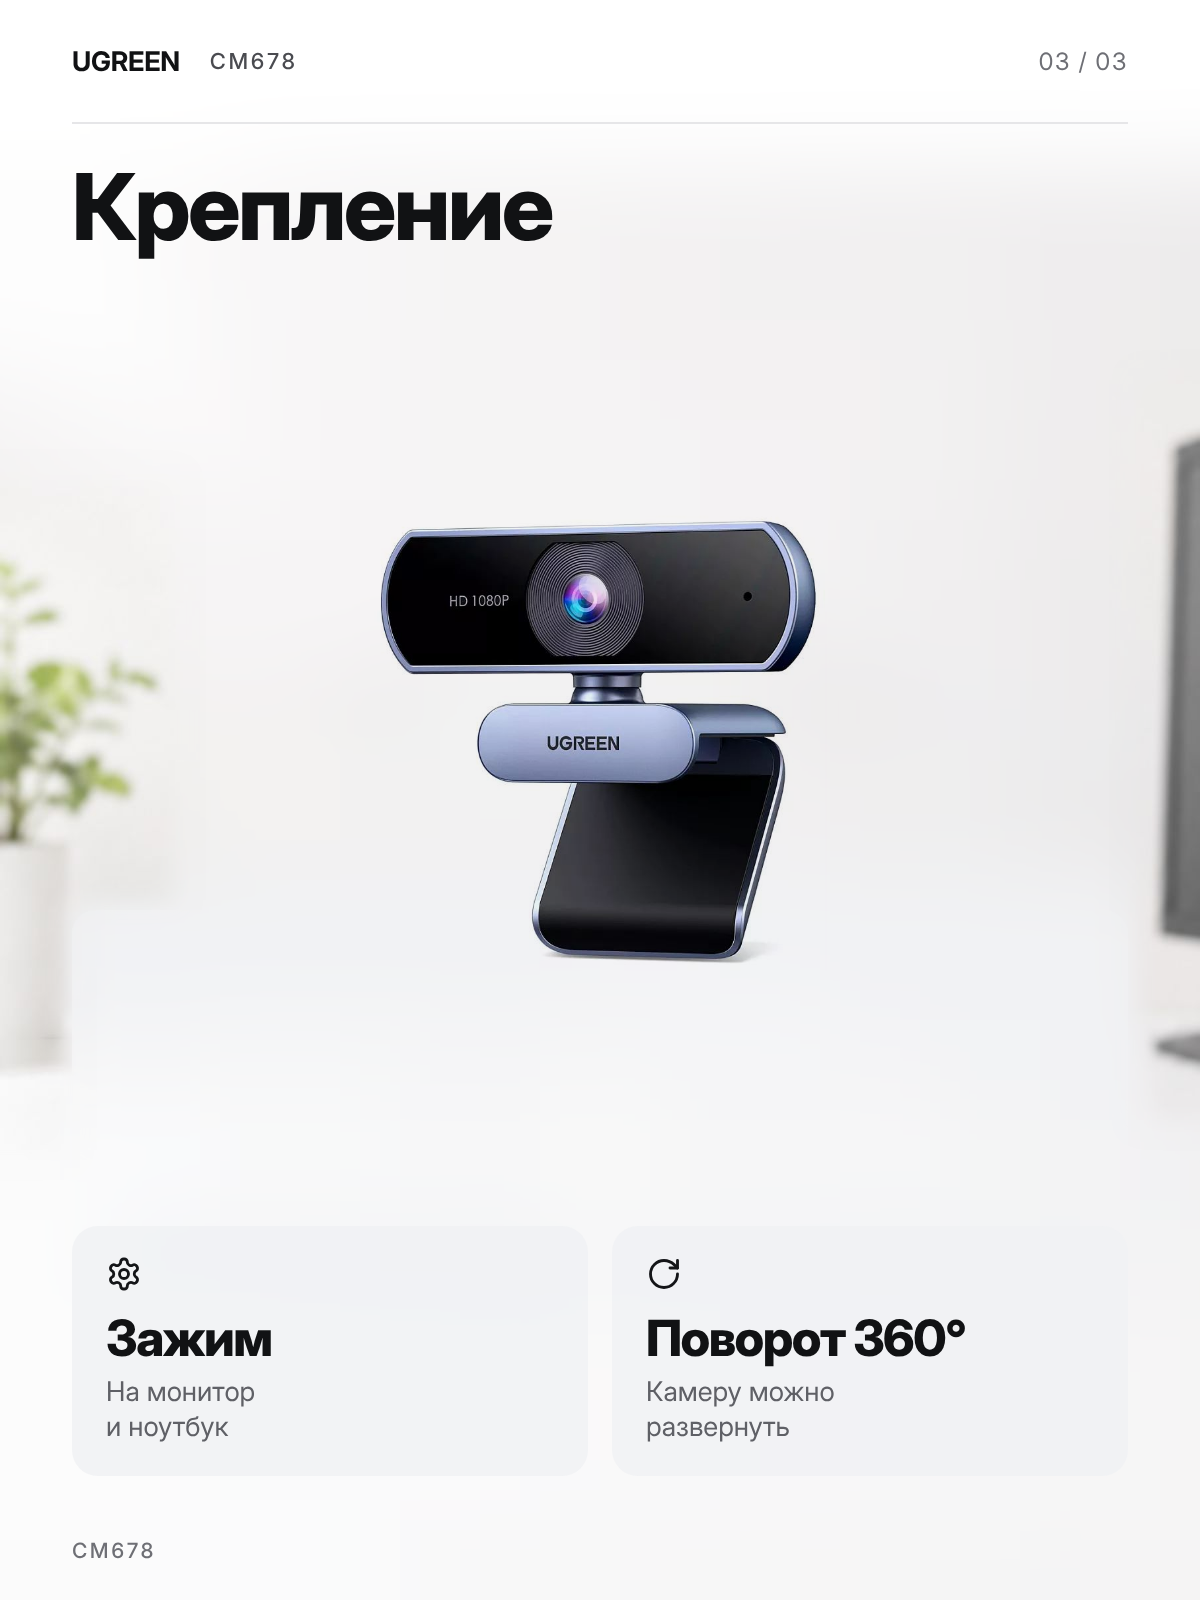 UGREEN CM678 03 / 03
Крепление
HD 1080P
UGREEN
Зажим
На монитор
и ноутбук
Поворот 360°
Камеру можно
развернуть
CM678